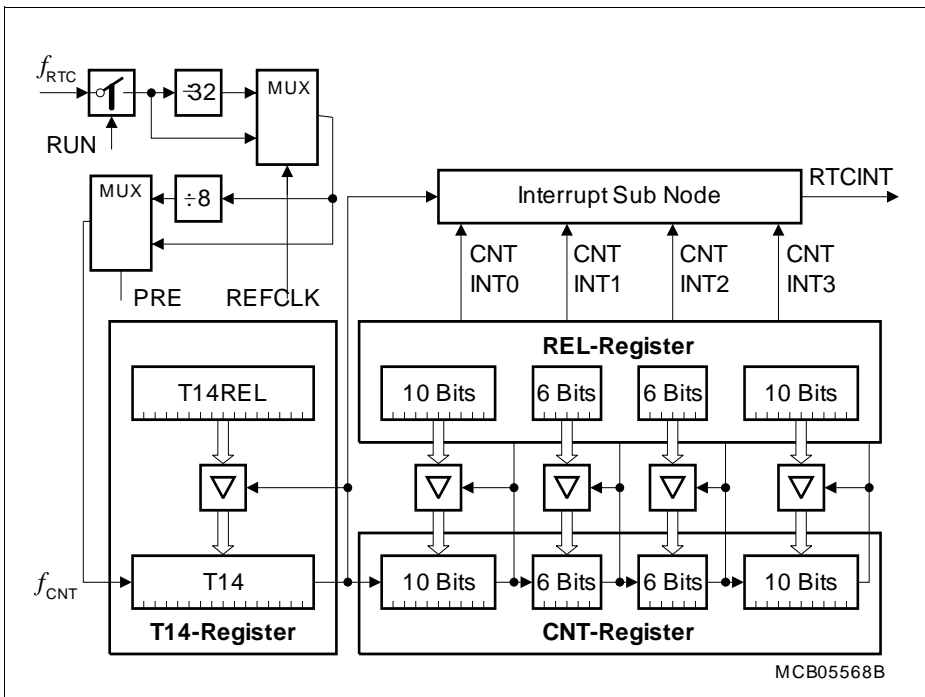 fRTC
÷32
MUX
RUN
MUX
÷8
Interrupt Sub Node
RTCINT
CNT
INT0
CNT
INT1
CNT
INT2
CNT
INT3
PRE
REFCLK
REL-Register
T14REL
10 Bits
6 Bits
6 Bits
10 Bits
fCNT
T14
10 Bits
6 Bits
6 Bits
10 Bits
T14-Register
CNT-Register
MCB05568B